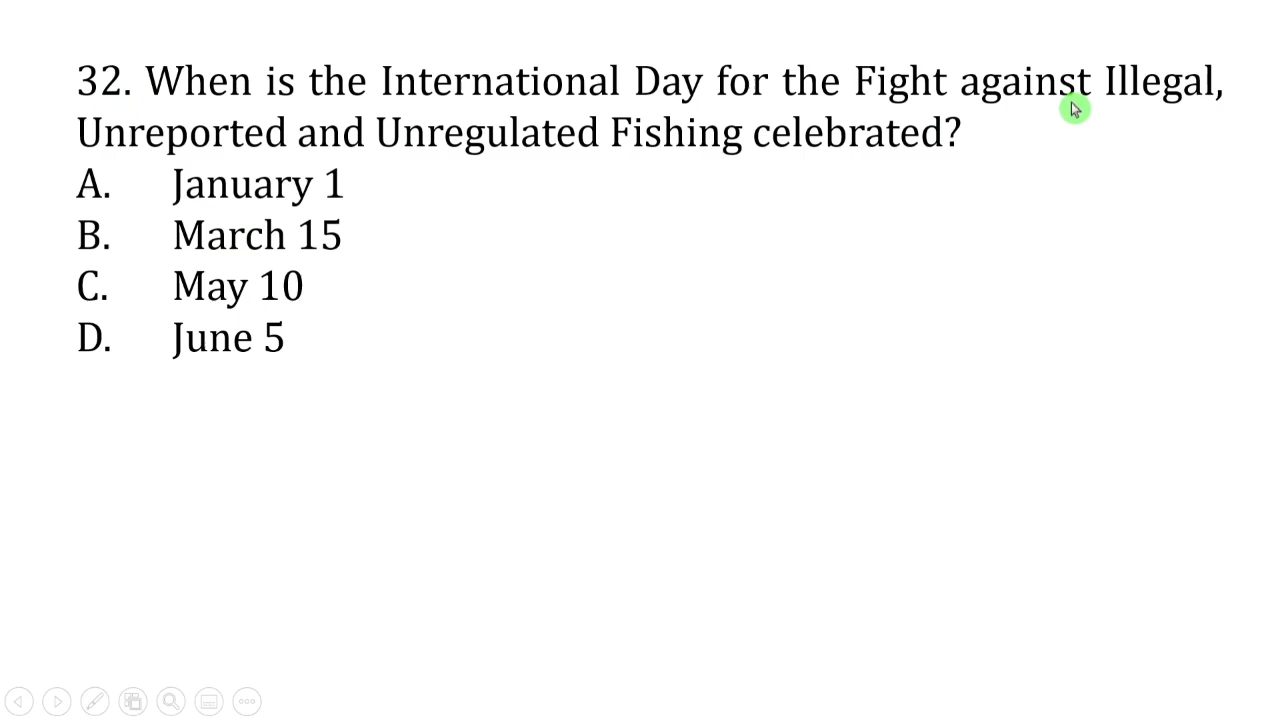 32. When is the International Day for the Fight against Illegal,
Unreported and Unregulated Fishing celebrated?
A. January 1
B. March 15
C. May 10
D. June 5